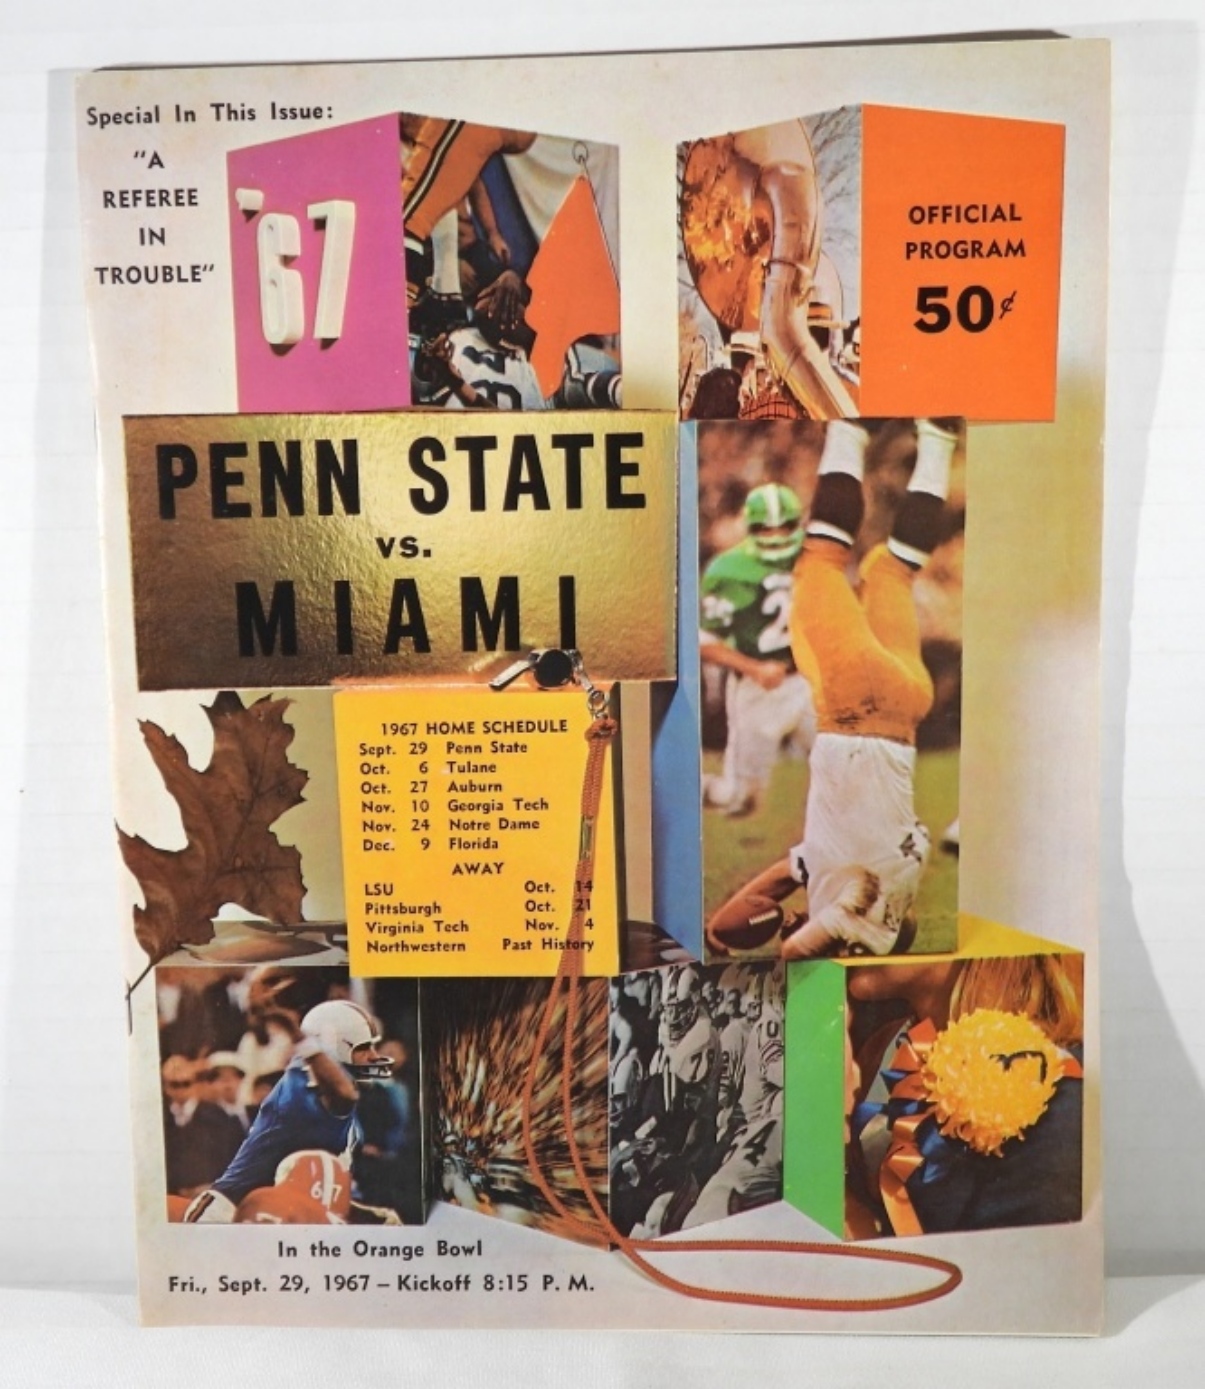 Special In This Issue:
"A
REFEREE
IN
TROUBLE"
'67
OFFICIAL
PROGRAM
50¢
PENN STATE
VS.
MIAMI
1967 HOME SCHEDULE
Sept. 29 Penn State
Oct. 6 Tulane
Oct. 27 Auburn
Nov. 10 Georgia Tech
Nov. 24 Notre Dame
Dec. 9 Florida
AWAY
LSU Oct. 14
Pittsburgh Oct. 21
Virginia Tech Nov. 4
Northwestern Past History
In the Orange Bowl
Fri., Sept. 29, 1967 – Kickoff 8:15 P. M.